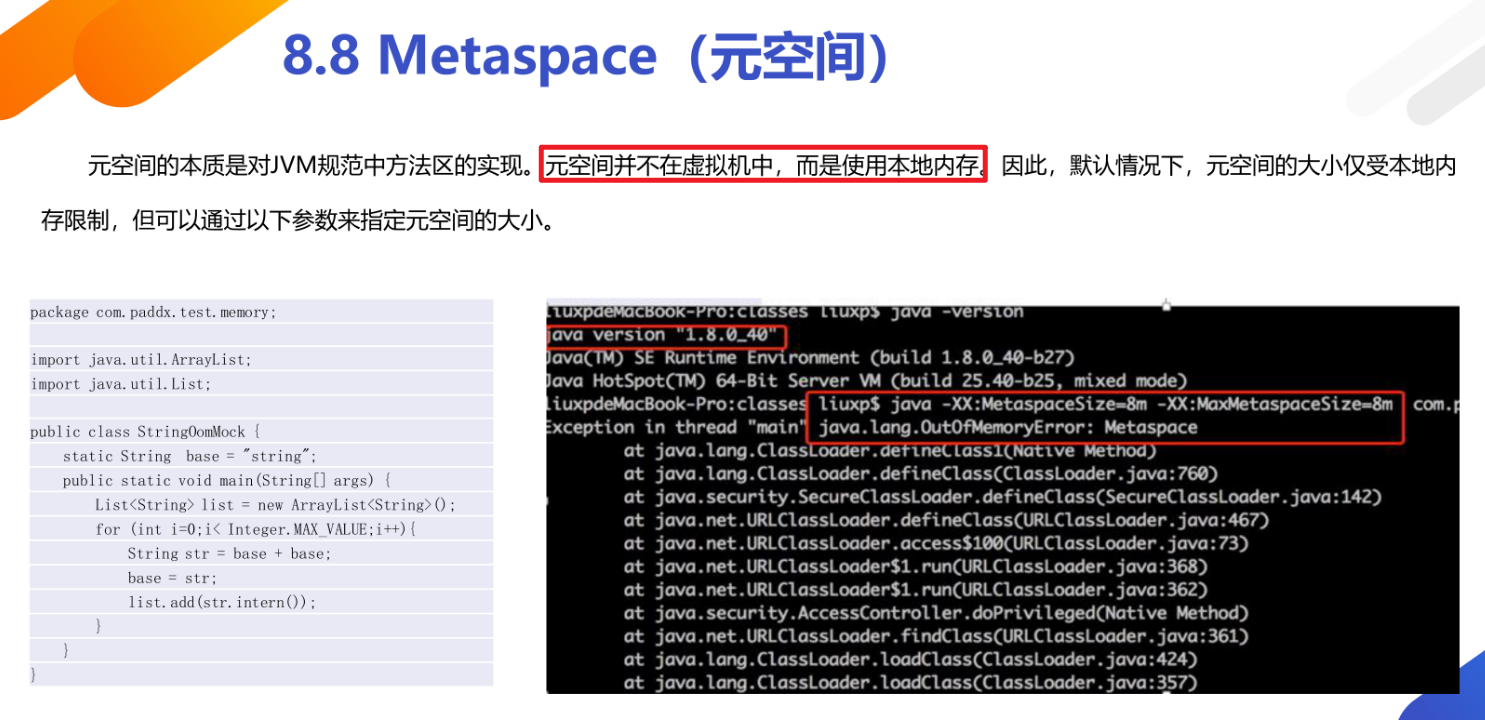 8.8 Metaspace（元空间）
元空间的本质是对JVM规范中方法区的实现。元空间并不在虚拟机中，而是使用本地内存。因此，默认情况下，元空间的大小仅受本地内
存限制，但可以通过以下参数来指定元空间的大小。
package com.paddx.test.memory;
import java.util.ArrayList;
import java.util.List;
public class StringOomMock {
static String base = "string";
public static void main(String[] args) {
List<String> list = new ArrayList<String>();
for (int i=0;i< Integer.MAX_VALUE;i++){
String str = base + base;
base = str;
list.add(str.intern());
}
}
}
liuxpdeMacBook-Pro:classes liuxp$ java -version
java version "1.8.0_40"
Java(TM) SE Runtime Environment (build 1.8.0_40-b27)
Java HotSpot(TM) 64-Bit Server VM (build 25.40-b25, mixed mode)
liuxpdeMacBook-Pro:classes liuxp$ java -XX:MetaspaceSize=8m -XX:MaxMetaspaceSize=8m com.p
Exception in thread "main" java.lang.OutOfMemoryError: Metaspace
at java.lang.ClassLoader.defineClass1(Native Method)
at java.lang.ClassLoader.defineClass(ClassLoader.java:760)
at java.security.SecureClassLoader.defineClass(SecureClassLoader.java:142)
at java.net.URLClassLoader.defineClass(URLClassLoader.java:467)
at java.net.URLClassLoader.access$100(URLClassLoader.java:73)
at java.net.URLClassLoader$1.run(URLClassLoader.java:368)
at java.net.URLClassLoader$1.run(URLClassLoader.java:362)
at java.security.AccessController.doPrivileged(Native Method)
at java.net.URLClassLoader.findClass(URLClassLoader.java:361)
at java.lang.ClassLoader.loadClass(ClassLoader.java:424)
at java.lang.ClassLoader.loadClass(ClassLoader.java:357)